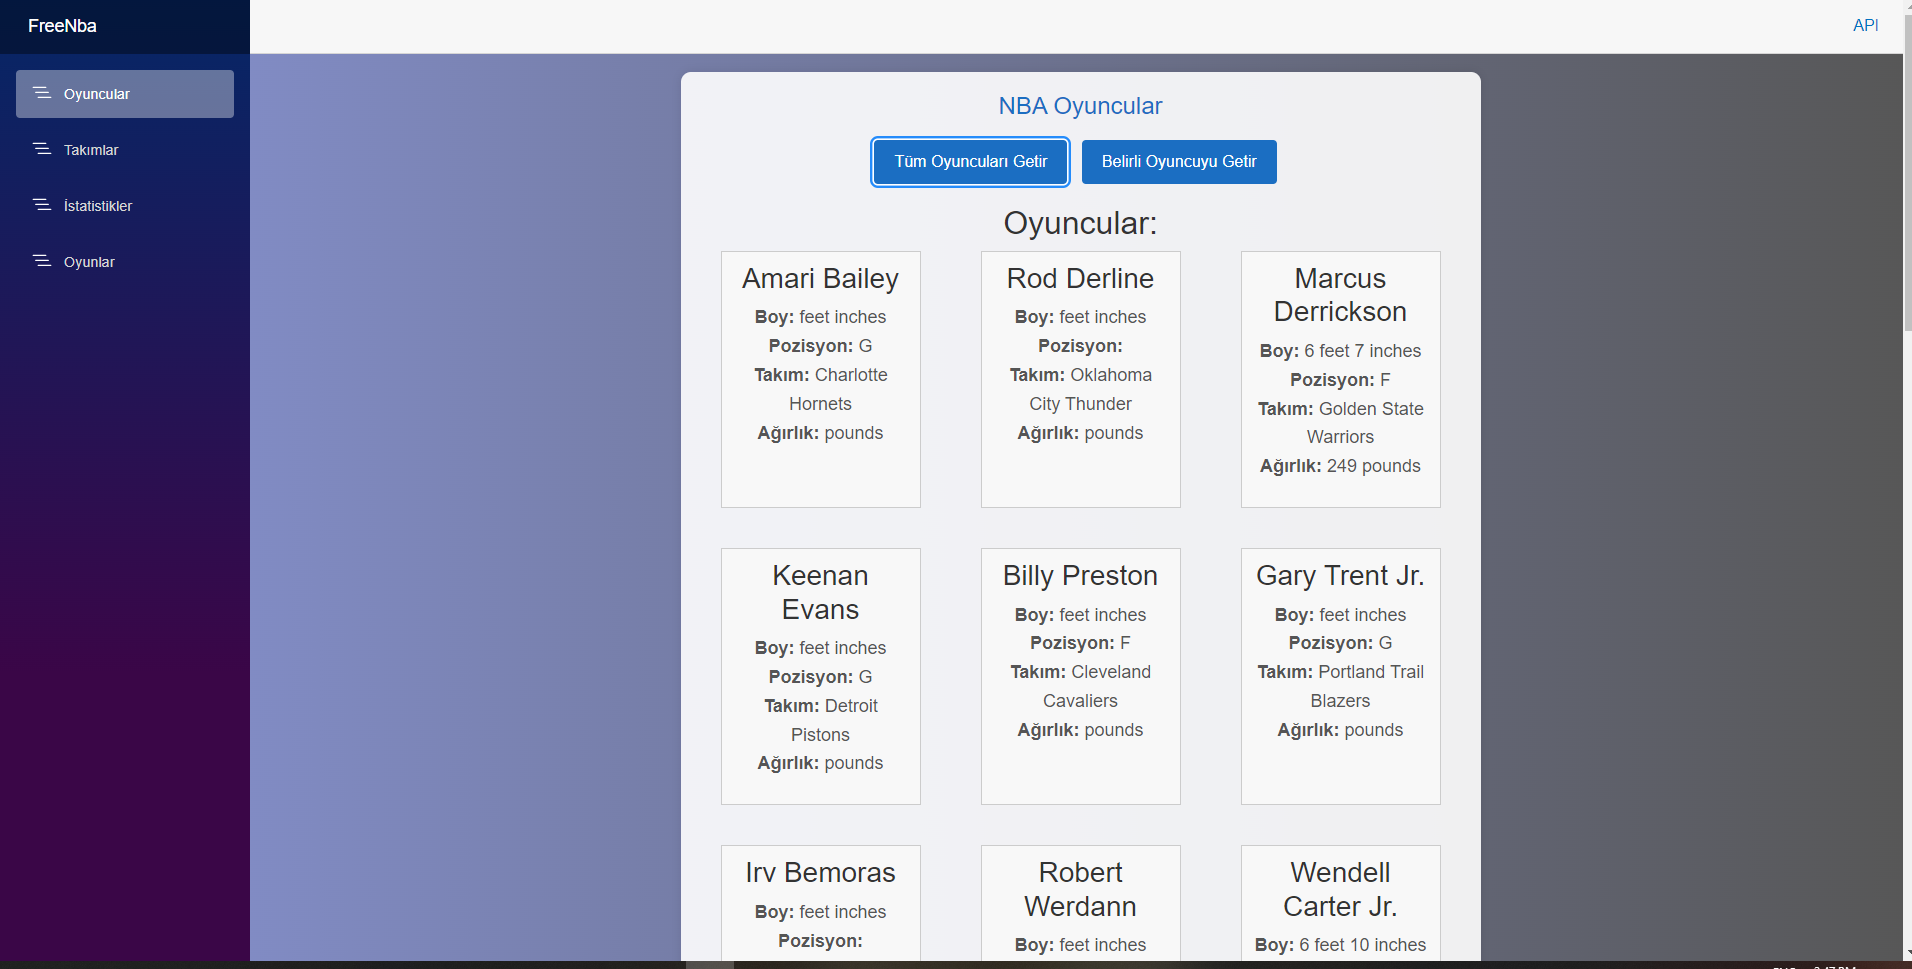 FreeNba
API
Oyuncular
Takımlar
İstatistikler
Oyunlar
NBA Oyuncular
Tüm Oyuncuları Getir
Belirli Oyuncuyu Getir
Oyuncular:
Amari Bailey
Boy: feet inches
Pozisyon: G
Takım: Charlotte
Hornets
Ağırlık: pounds
Rod Derline
Boy: feet inches
Pozisyon:
Takım: Oklahoma
City Thunder
Ağırlık: pounds
Marcus
Derrickson
Boy: 6 feet 7 inches
Pozisyon: F
Takım: Golden State
Warriors
Ağırlık: 249 pounds
Keenan
Evans
Boy: feet inches
Pozisyon: G
Takım: Detroit
Pistons
Ağırlık: pounds
Billy Preston
Boy: feet inches
Pozisyon: F
Takım: Cleveland
Cavaliers
Ağırlık: pounds
Gary Trent Jr.
Boy: feet inches
Pozisyon: G
Takım: Portland Trail
Blazers
Ağırlık: pounds
Irv Bemoras
Boy: feet inches
Pozisyon:
Robert
Werdann
Boy: feet inches
Wendell
Carter Jr.
Boy: 6 feet 10 inches